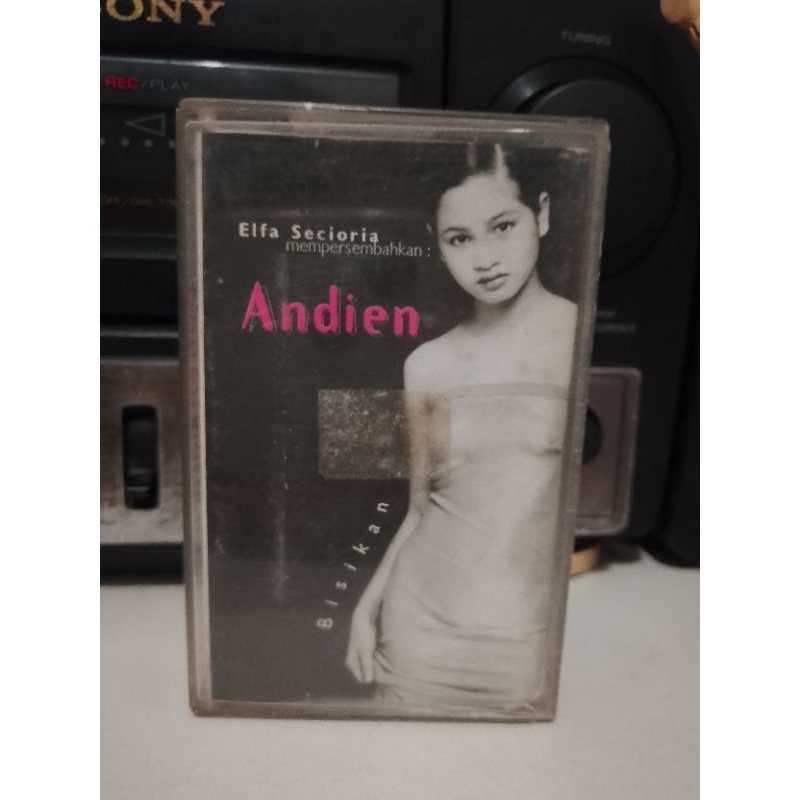 SONY
TUNING
REC/PLAY
Elfa Secioria
mempersembahkan :
Andien
Bisikan